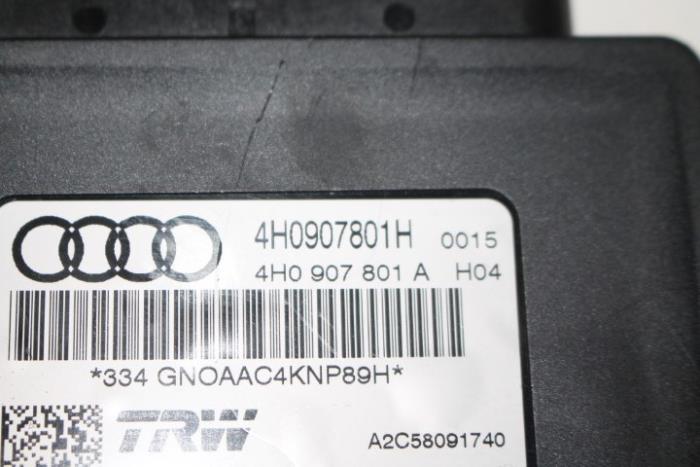 4H0907801H 0015
4H0 907 801 A H04
*334 GNOAAC4KNP89H*
TRW A2C58091740